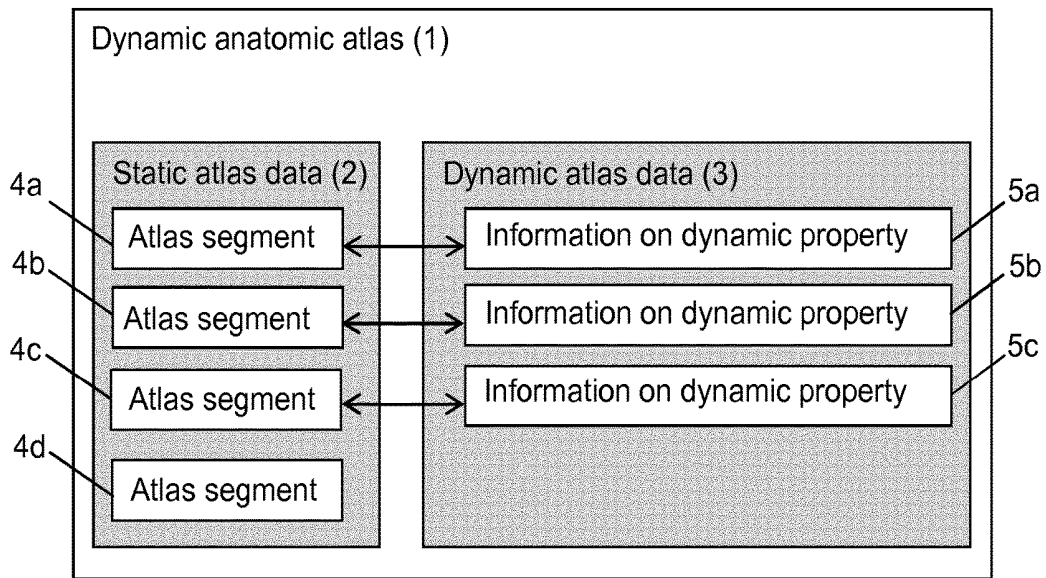 Dynamic anatomic atlas (1)
Static atlas data (2)
Dynamic atlas data (3)
4a
Atlas segment
Information on dynamic property
5a
4b
Atlas segment
Information on dynamic property
5b
4c
Atlas segment
Information on dynamic property
5c
4d
Atlas segment